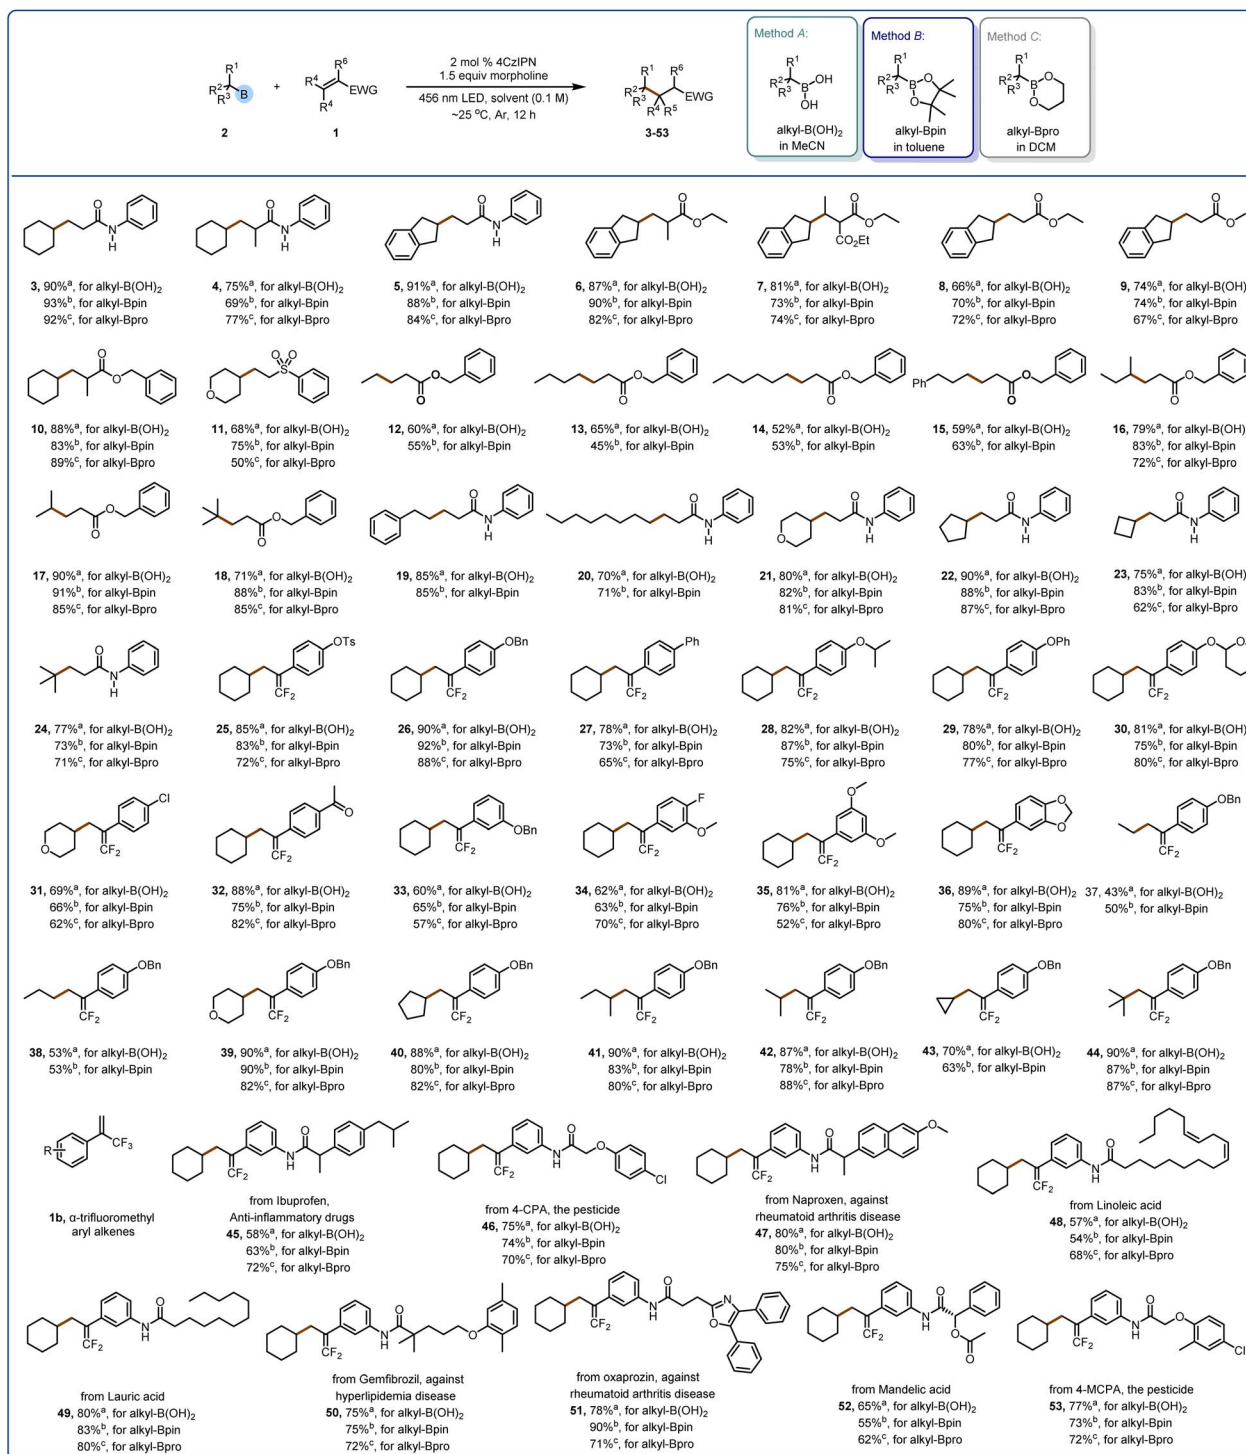 Method A:
Method B:
Method C:
2 mol % 4CzIPN
1.5 equiv morpholine
456 nm LED, solvent (0.1 M)
~25 °C, Ar, 12 h
2
+
1
3-53
alkyl-B(OH)₂
in MeCN
alkyl-Bpin
in toluene
alkyl-Bpro
in DCM
3, 90%ᵃ, for alkyl-B(OH)₂
93%ᵇ, for alkyl-Bpin
92%ᶜ, for alkyl-Bpro
4, 75%ᵃ, for alkyl-B(OH)₂
69%ᵇ, for alkyl-Bpin
77%ᶜ, for alkyl-Bpro
5, 91%ᵃ, for alkyl-B(OH)₂
88%ᵇ, for alkyl-Bpin
84%ᶜ, for alkyl-Bpro
6, 87%ᵃ, for alkyl-B(OH)₂
90%ᵇ, for alkyl-Bpin
82%ᶜ, for alkyl-Bpro
7, 81%ᵃ, for alkyl-B(OH)₂
73%ᵇ, for alkyl-Bpin
74%ᶜ, for alkyl-Bpro
8, 66%ᵃ, for alkyl-B(OH)₂
70%ᵇ, for alkyl-Bpin
72%ᶜ, for alkyl-Bpro
9, 74%ᵃ, for alkyl-B(OH)
74%ᵇ, for alkyl-Bpin
67%ᶜ, for alkyl-Bpro
10, 88%ᵃ, for alkyl-B(OH)₂
83%ᵇ, for alkyl-Bpin
89%ᶜ, for alkyl-Bpro
11, 68%ᵃ, for alkyl-B(OH)₂
75%ᵇ, for alkyl-Bpin
50%ᶜ, for alkyl-Bpro
12, 60%ᵃ, for alkyl-B(OH)₂
55%ᵇ, for alkyl-Bpin
13, 65%ᵃ, for alkyl-B(OH)₂
45%ᵇ, for alkyl-Bpin
14, 52%ᵃ, for alkyl-B(OH)₂
53%ᵇ, for alkyl-Bpin
15, 59%ᵃ, for alkyl-B(OH)₂
63%ᵇ, for alkyl-Bpin
16, 79%ᵃ, for alkyl-B(OH)
83%ᵇ, for alkyl-Bpin
72%ᶜ, for alkyl-Bpro
17, 90%ᵃ, for alkyl-B(OH)₂
91%ᵇ, for alkyl-Bpin
85%ᶜ, for alkyl-Bpro
18, 71%ᵃ, for alkyl-B(OH)₂
88%ᵇ, for alkyl-Bpin
85%ᶜ, for alkyl-Bpro
19, 85%ᵃ, for alkyl-B(OH)₂
85%ᵇ, for alkyl-Bpin
20, 70%ᵃ, for alkyl-B(OH)₂
71%ᵇ, for alkyl-Bpin
21, 80%ᵃ, for alkyl-B(OH)₂
82%ᵇ, for alkyl-Bpin
81%ᶜ, for alkyl-Bpro
22, 90%ᵃ, for alkyl-B(OH)₂
88%ᵇ, for alkyl-Bpin
87%ᶜ, for alkyl-Bpro
23, 75%ᵃ, for alkyl-B(OH)
83%ᵇ, for alkyl-Bpin
62%ᶜ, for alkyl-Bpro
24, 77%ᵃ, for alkyl-B(OH)₂
73%ᵇ, for alkyl-Bpin
71%ᶜ, for alkyl-Bpro
25, 85%ᵃ, for alkyl-B(OH)₂
83%ᵇ, for alkyl-Bpin
72%ᶜ, for alkyl-Bpro
26, 90%ᵃ, for alkyl-B(OH)₂
92%ᵇ, for alkyl-Bpin
88%ᶜ, for alkyl-Bpro
27, 78%ᵃ, for alkyl-B(OH)₂
73%ᵇ, for alkyl-Bpin
65%ᶜ, for alkyl-Bpro
28, 82%ᵃ, for alkyl-B(OH)₂
87%ᵇ, for alkyl-Bpin
75%ᶜ, for alkyl-Bpro
29, 78%ᵃ, for alkyl-B(OH)₂
80%ᵇ, for alkyl-Bpin
77%ᶜ, for alkyl-Bpro
30, 81%ᵃ, for alkyl-B(OH)
75%ᵇ, for alkyl-Bpin
80%ᶜ, for alkyl-Bpro
31, 69%ᵃ, for alkyl-B(OH)₂
66%ᵇ, for alkyl-Bpin
62%ᶜ, for alkyl-Bpro
32, 88%ᵃ, for alkyl-B(OH)₂
75%ᵇ, for alkyl-Bpin
82%ᶜ, for alkyl-Bpro
33, 60%ᵃ, for alkyl-B(OH)₂
65%ᵇ, for alkyl-Bpin
57%ᶜ, for alkyl-Bpro
34, 62%ᵃ, for alkyl-B(OH)₂
63%ᵇ, for alkyl-Bpin
70%ᶜ, for alkyl-Bpro
35, 81%ᵃ, for alkyl-B(OH)₂
76%ᵇ, for alkyl-Bpin
52%ᶜ, for alkyl-Bpro
36, 89%ᵃ, for alkyl-B(OH)₂
75%ᵇ, for alkyl-Bpin
80%ᶜ, for alkyl-Bpro
37, 43%ᵃ, for alkyl-B(OH)₂
50%ᵇ, for alkyl-Bpin
38, 53%ᵃ, for alkyl-B(OH)₂
53%ᵇ, for alkyl-Bpin
39, 90%ᵃ, for alkyl-B(OH)₂
90%ᵇ, for alkyl-Bpin
82%ᶜ, for alkyl-Bpro
40, 88%ᵃ, for alkyl-B(OH)₂
80%ᵇ, for alkyl-Bpin
82%ᶜ, for alkyl-Bpro
41, 90%ᵃ, for alkyl-B(OH)₂
83%ᵇ, for alkyl-Bpin
80%ᶜ, for alkyl-Bpro
42, 87%ᵃ, for alkyl-B(OH)₂
78%ᵇ, for alkyl-Bpin
88%ᶜ, for alkyl-Bpro
43, 70%ᵃ, for alkyl-B(OH)₂
63%ᵇ, for alkyl-Bpin
44, 90%ᵃ, for alkyl-B(OH)₂
87%ᵇ, for alkyl-Bpin
87%ᶜ, for alkyl-Bpro
1b, α-trifluoromethyl
aryl alkenes
from Ibuprofen,
Anti-inflammatory drugs
45, 58%ᵃ, for alkyl-B(OH)₂
63%ᵇ, for alkyl-Bpin
72%ᶜ, for alkyl-Bpro
from 4-CPA, the pesticide
46, 75%ᵃ, for alkyl-B(OH)₂
74%ᵇ, for alkyl-Bpin
70%ᶜ, for alkyl-Bpro
from Naproxen, against
rheumatoid arthritis disease
47, 80%ᵃ, for alkyl-B(OH)₂
80%ᵇ, for alkyl-Bpin
75%ᶜ, for alkyl-Bpro
from Linoleic acid
48, 57%ᵃ, for alkyl-B(OH)₂
54%ᵇ, for alkyl-Bpin
68%ᶜ, for alkyl-Bpro
from Lauric acid
49, 80%ᵃ, for alkyl-B(OH)₂
83%ᵇ, for alkyl-Bpin
80%ᶜ, for alkyl-Bpro
from Gemfibrozil, against
hyperlipidemia disease
50, 75%ᵃ, for alkyl-B(OH)₂
75%ᵇ, for alkyl-Bpin
72%ᶜ, for alkyl-Bpro
from oxaprozin, against
rheumatoid arthritis disease
51, 78%ᵃ, for alkyl-B(OH)₂
90%ᵇ, for alkyl-Bpin
71%ᶜ, for alkyl-Bpro
from Mandelic acid
52, 65%ᵃ, for alkyl-B(OH)₂
55%ᵇ, for alkyl-Bpin
62%ᶜ, for alkyl-Bpro
from 4-MCPA, the pesticide
53, 77%ᵃ, for alkyl-B(OH)₂
73%ᵇ, for alkyl-Bpin
72%ᶜ, for alkyl-Bpro